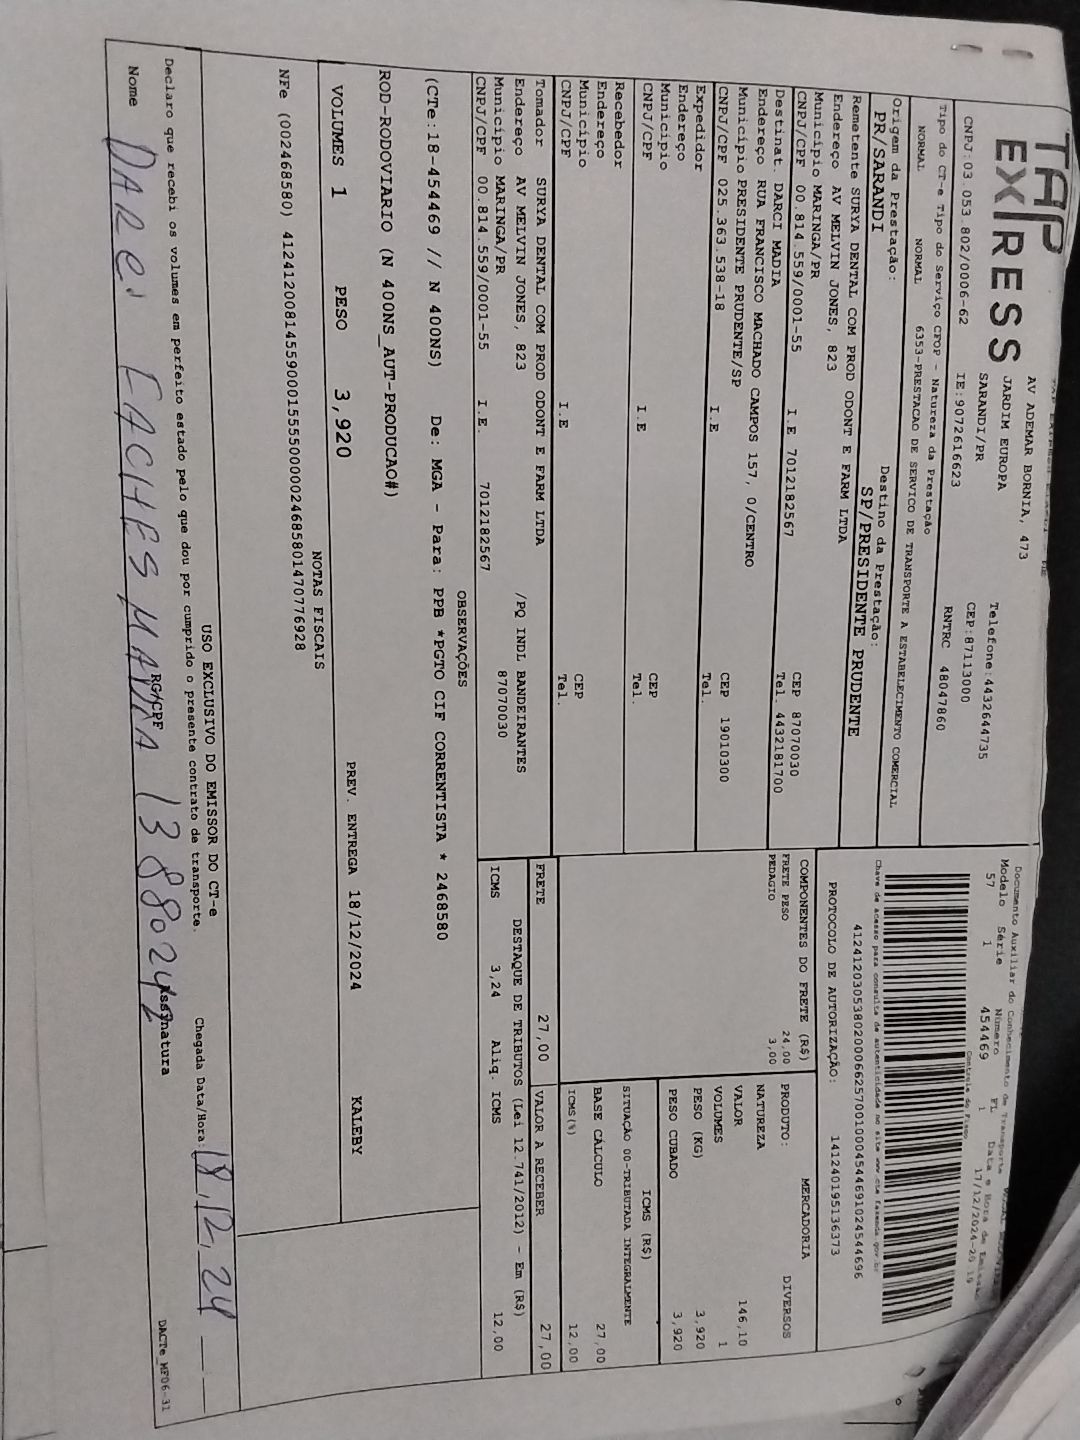 TAP
EXPRESS
AV ADEMAR BORNIA, 473
JARDIM EUROPA
SARANDI/PR
Telefone:4432644735
CEP:87113000
CNPJ:03.053.802/0006-62 IE:9072616623
RNTRC 48047860
Tipo do CT-e Tipo do Serviço CFOP - Natureza da Prestação
NORMAL NORMAL 6353-PRESTACAO DE SERVICO DE TRANSPORTE A ESTABELECIMENTO COMERCIAL
Origem da Prestação: Destino da Prestação:
PR/SARANDI SP/PRESIDENTE PRUDENTE
Remetente SURYA DENTAL COM PROD ODONT E FARM LTDA
Endereço AV MELVIN JONES, 823
Município MARINGA/PR CEP 87070030
CNPJ/CPF 00.814.559/0001-55 I.E 7012182567 Tel. 4432181700
Destinat. DARCI MADIA
Endereço RUA FRANCISCO MACHADO CAMPOS 157, 0/CENTRO
Município PRESIDENTE PRUDENTE/SP CEP 19010300
CNPJ/CPF 025.363.538-18 I.E Tel.
Expedidor
Endereço
Município CEP
CNPJ/CPF I.E Tel.
Recebedor
Endereço
Município CEP
CNPJ/CPF I.E Tel.
Tomador SURYA DENTAL COM PROD ODONT E FARM LTDA
Endereço AV MELVIN JONES, 823 /PQ INDL BANDEIRANTES
Município MARINGA/PR 87070030
CNPJ/CPF 00.814.559/0001-55 I.E. 7012182567
Documento Auxiliar do Conhecimento de Transporte
Modelo Série Número FL Data e Hora de Emissão
57 1 454469 1 17/12/2024-20
Controle do Fisco
Chave de acesso para consulta de autenticidade no site www.cte.fazenda.gov.br
41241203053802000662570010004544691024544696
PROTOCOLO DE AUTORIZAÇÃO: 141240195136373
COMPONENTES DO FRETE (R$)
FRETE PESO 24,00
PEDAGIO 3,00
MERCADORIA
PRODUTO: DIVERSOS
NATUREZA
VALOR 146,10
VOLUMES 1
PESO (KG) 3,920
PESO CUBADO 3,920
ICMS (R$)
SITUAÇÃO 00-TRIBUTADA INTEGRALMENTE
BASE CÁLCULO 27,00
ICMS(%) 12,00
FRETE 27,00 VALOR A RECEBER 27,00
DESTAQUE DE TRIBUTOS (Lei 12.741/2012) - Em (R$)
ICMS 3,24 Aliq. ICMS 12,00
OBSERVAÇÕES
(CTe:18-454469 // N 400NS) De: MGA - Para: PPB *PGTO CIF CORRENTISTA * 2468580
ROD-RODOVIARIO (N 400NS_AUT-PRODUCAO#)
VOLUMES 1 PESO 3,920 PREV. ENTREGA 18/12/2024 KALEBY
NOTAS FISCAIS
NFe (002468580) 41241200814559000155550000024685801470776928
USO EXCLUSIVO DO EMISSOR DO CT-e
Declaro que recebi os volumes em perfeito estado pelo que dou por cumprido o presente contrato de transporte. Chegada Data/Hora: 18.12.24
Nome DARCI MADIA RG/CPF Assinatura
DACTe_MF06-31